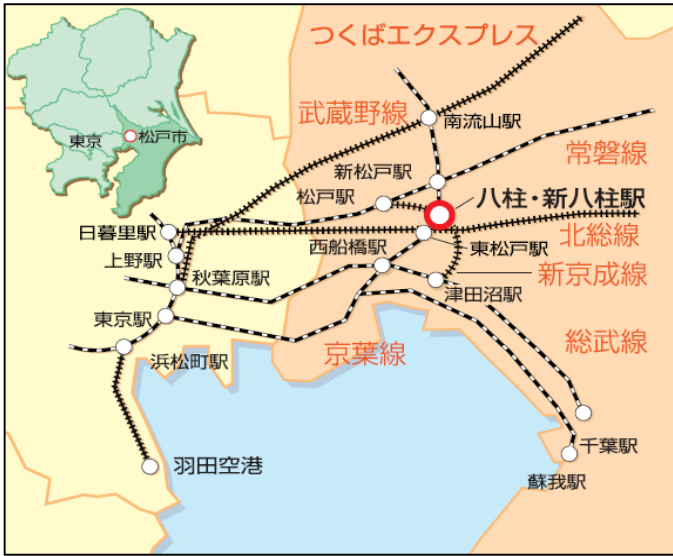 つくばエクスプレス
武蔵野線
南流山駅
東京
松戸市
新松戸駅
常磐線
松戸駅
八柱・新八柱駅
日暮里駅
北総線
西船橋駅
東松戸駅
上野駅
秋葉原駅
新京成線
津田沼駅
東京駅
浜松町駅
京葉線
総武線
千葉駅
羽田空港
蘇我駅